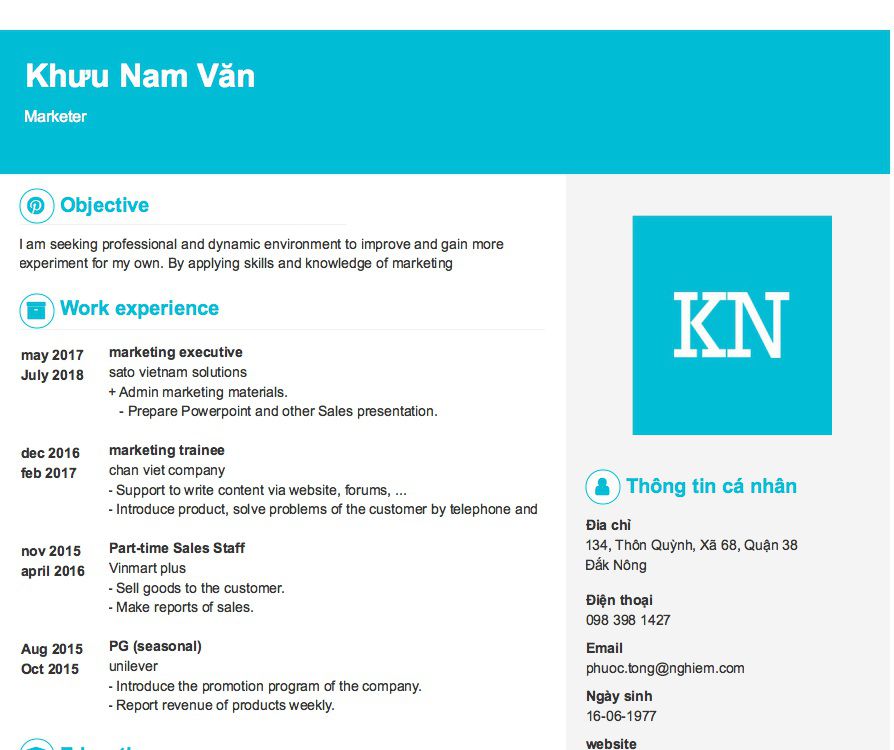 Khưu Nam Văn
Marketer
Objective
I am seeking professional and dynamic environment to improve and gain more
experiment for my own. By applying skills and knowledge of marketing
Work experience
may 2017
July 2018
marketing executive
sato vietnam solutions
+ Admin marketing materials.
- Prepare Powerpoint and other Sales presentation.
dec 2016
feb 2017
marketing trainee
chan viet company
- Support to write content via website, forums, ...
- Introduce product, solve problems of the customer by telephone and
nov 2015
april 2016
Part-time Sales Staff
Vinmart plus
- Sell goods to the customer.
- Make reports of sales.
Aug 2015
Oct 2015
PG (seasonal)
unilever
- Introduce the promotion program of the company.
- Report revenue of products weekly.
KN
Thông tin cá nhân
Địa chỉ
134, Thôn Quỳnh, Xã 68, Quận 38
Đắk Nông
Điện thoại
098 398 1427
Email
phuoc.tong@nghiem.com
Ngày sinh
16-06-1977
website